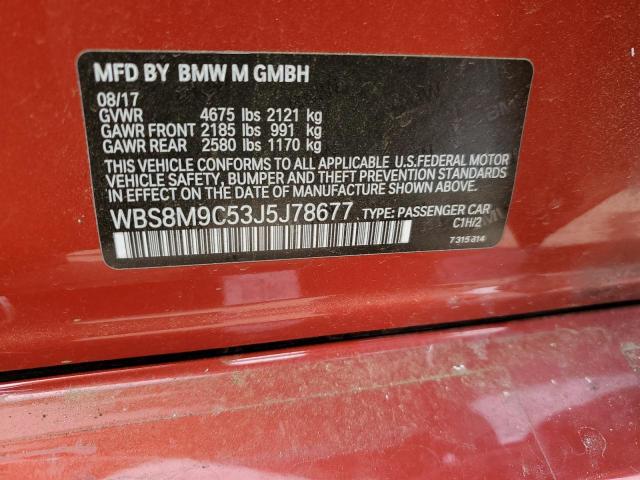 MFD BY BMW M GMBH
08/17
GVWR 4675 lbs 2121 kg
GAWR FRONT 2185 lbs 991 kg
GAWR REAR 2580 lbs 1170 kg
THIS VEHICLE CONFORMS TO ALL APPLICABLE U.S.FEDERAL MOTOR
VEHICLE SAFETY, BUMPER, AND THEFT PREVENTION STANDARDS
IN EFFECT ON THE DATE OF MANUFACTURE SHOWN ABOVE.
WBS8M9C53J5J78677 TYPE: PASSENGER CAR
C1H/2
7315814